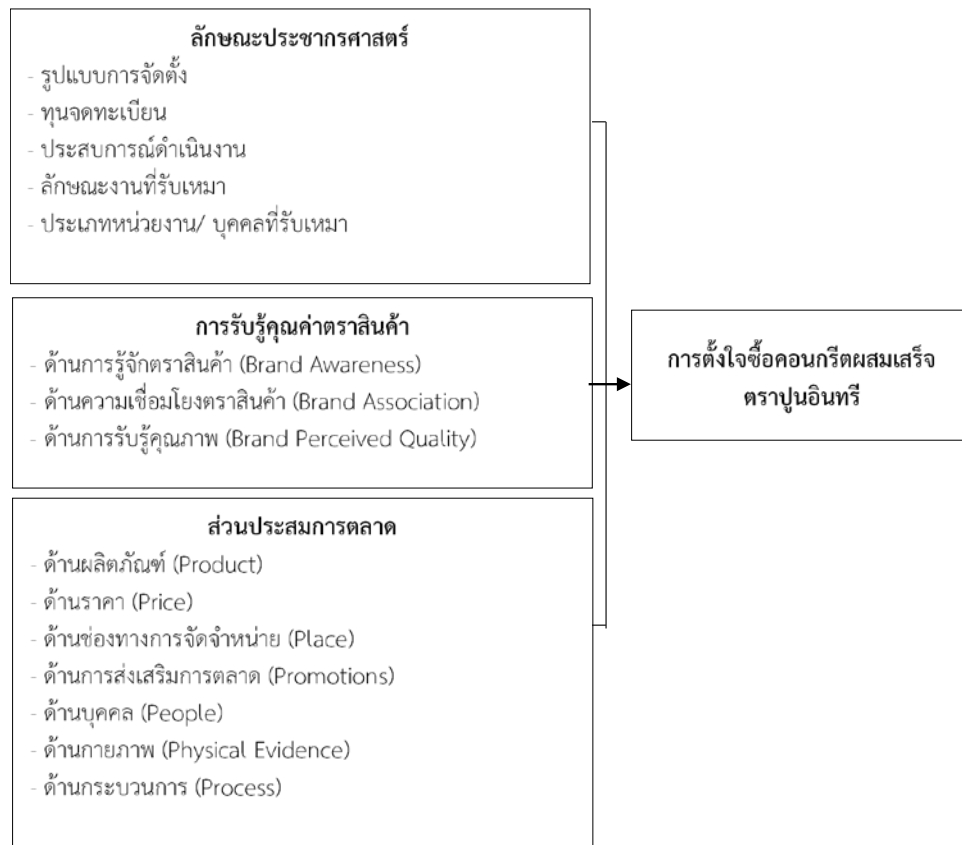 ลักษณะประชากรศาสตร์
- รูปแบบการจัดตั้ง
- ทุนจดทะเบียน
- ประสบการณ์ดำเนินงาน
- ลักษณะงานที่รับเหมา
- ประเภทหน่วยงาน/ บุคคลที่รับเหมา
การรับรู้คุณค่าตราสินค้า
- ด้านการรู้จักตราสินค้า (Brand Awareness)
- ด้านความเชื่อมโยงตราสินค้า (Brand Association)
- ด้านการรับรู้คุณภาพ (Brand Perceived Quality)
ส่วนประสมการตลาด
- ด้านผลิตภัณฑ์ (Product)
- ด้านราคา (Price)
- ด้านช่องทางการจัดจำหน่าย (Place)
- ด้านการส่งเสริมการตลาด (Promotions)
- ด้านบุคคล (People)
- ด้านกายภาพ (Physical Evidence)
- ด้านกระบวนการ (Process)
การตั้งใจซื้อคอนกรีตผสมเสร็จ
ตราปูนอินทรี